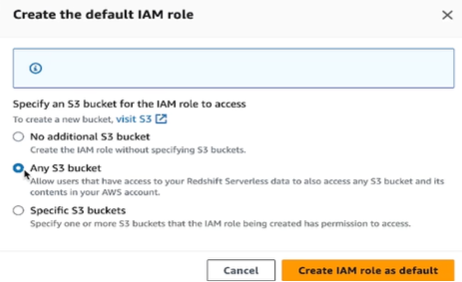 Create the default IAM role
Specify an S3 bucket for the IAM role to access
To create a new bucket, visit S3
No additional S3 bucket
Create the IAM role without specifying S3 buckets.
Any S3 bucket
Allow users that have access to your Redshift Serverless data to also access any S3 bucket and its
contents in your AWS account.
Specific S3 buckets
Specify one or more S3 buckets that the IAM role being created has permission to access.
Cancel
Create IAM role as default